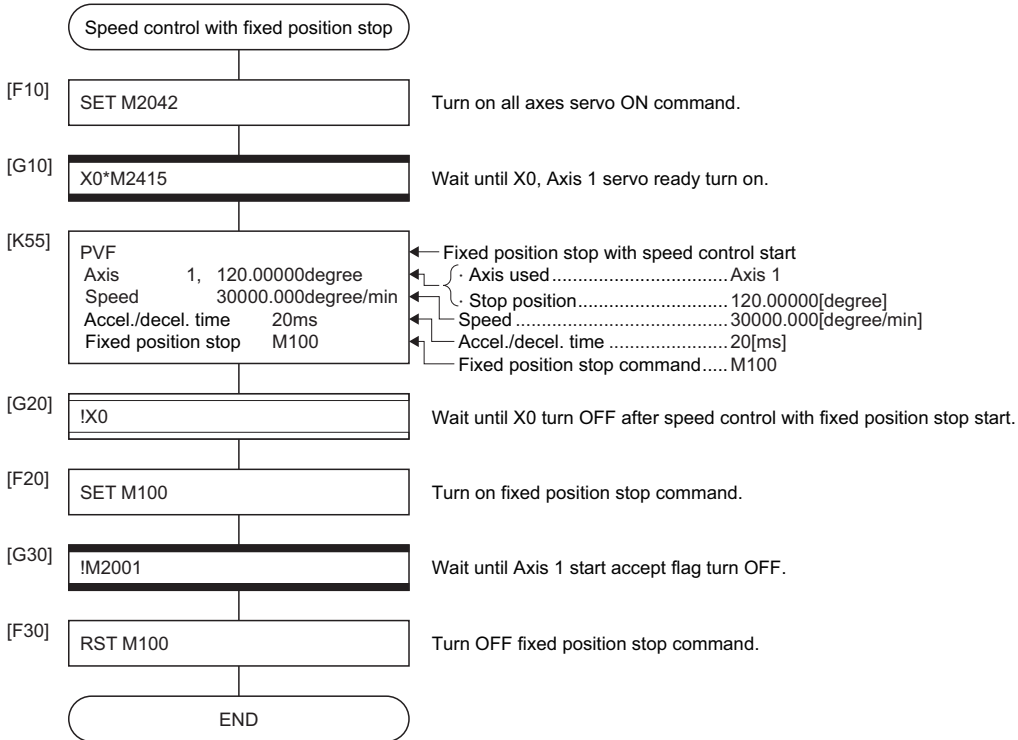 Speed control with fixed position stop
[F10]
SET M2042
Turn on all axes servo ON command.
[G10]
X0*M2415
Wait until X0, Axis 1 servo ready turn on.
[K55]
PVF
Axis 1, 120.00000degree
Speed 30000.000degree/min
Accel./decel. time 20ms
Fixed position stop M100
Fixed position stop with speed control start
· Axis used..............................Axis 1
· Stop position..........................120.00000[degree]
Speed ......................................30000.000[degree/min]
Accel./decel. time .....................20[ms]
Fixed position stop command.....M100
[G20]
!X0
Wait until X0 turn OFF after speed control with fixed position stop start.
[F20]
SET M100
Turn on fixed position stop command.
[G30]
!M2001
Wait until Axis 1 start accept flag turn OFF.
[F30]
RST M100
Turn OFF fixed position stop command.
END